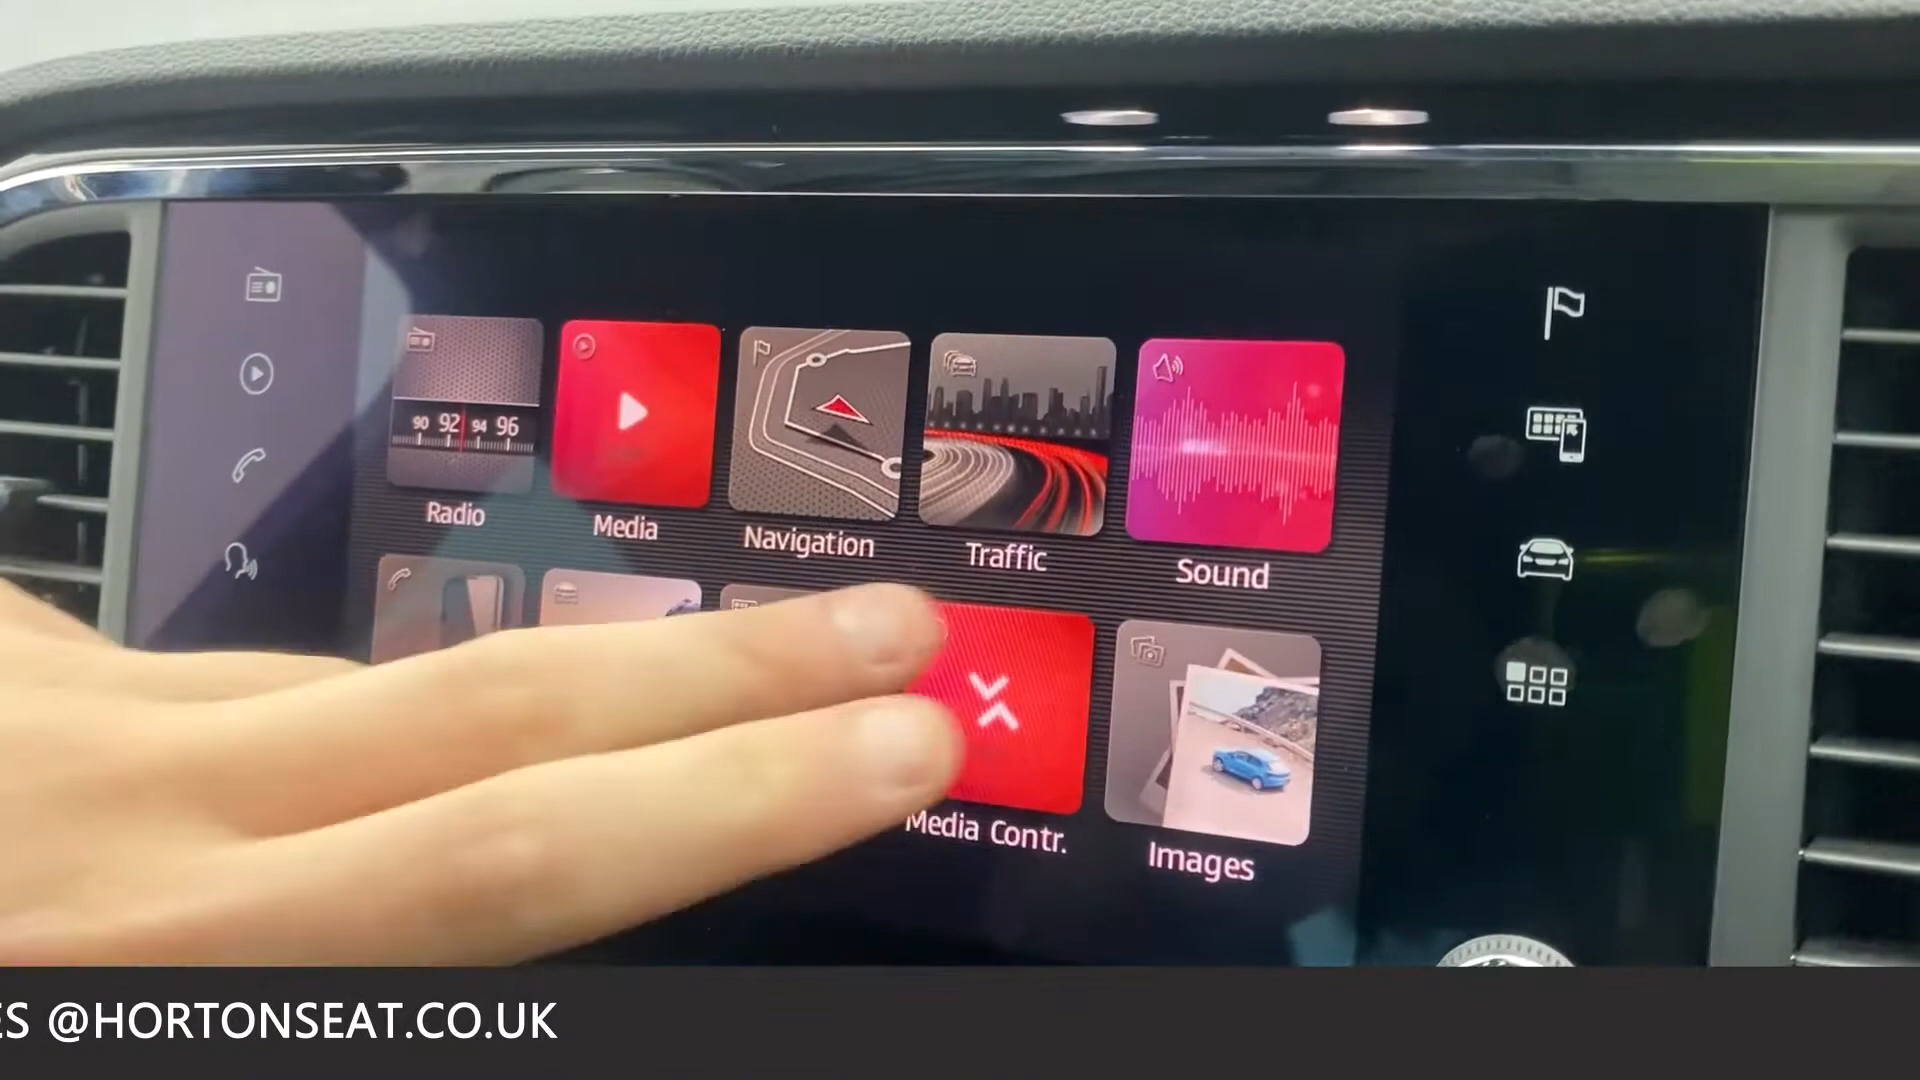 90 92 94 96
Radio
Media
Navigation
Traffic
Sound
Media Contr.
Images
ES @HORTONSEAT.CO.UK